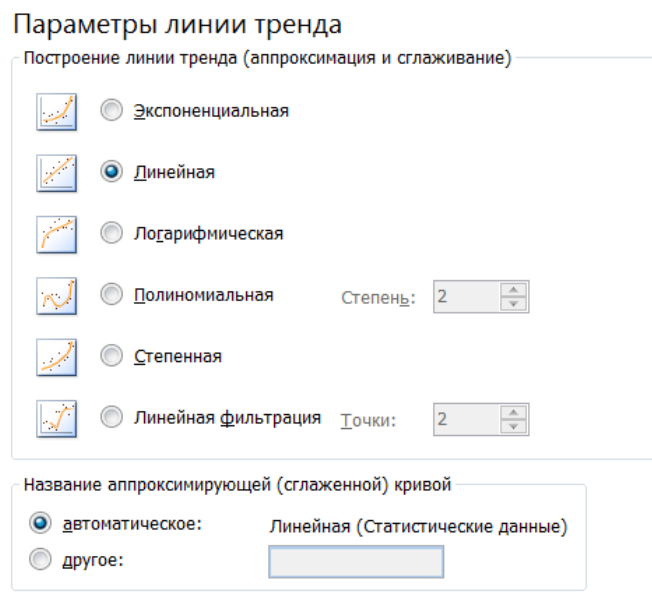 Параметры линии тренда
Построение линии тренда (аппроксимация и сглаживание)
Экспоненциальная
Линейная
Логарифмическая
Полиномиальная Степень: 2
Степенная
Линейная фильтрация Точки: 2
Название аппроксимирующей (сглаженной) кривой
автоматическое: Линейная (Статистические данные)
другое: